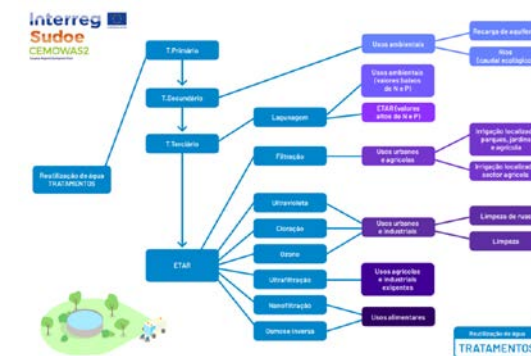 Interreg
Sudoe
CEMOWAS2
T.Primário
T.Secundário
T.Terciário
ETAR
Reutilização de água
TRATAMENTOS
Lagunagem
Filtração
Ultravioleta
Cloração
Ozono
Ultrafiltração
Nanofiltração
Osmose Inversa
Usos ambientais
Usos ambientais
(valores baixos
de N e P)
ETAR (valores
altos de N e P)
Usos urbanos
e agrícolas
Usos urbanos
e industriais
Usos agrícolas
e industriais
exigentes
Usos alimentares
Recarga de aquífero
Rios
(caudal ecológico)
Irrigação localizad
parques, jardins
e agrícola
Irrigação localizad
sector agrícola
Limpeza de ruas
Limpeza
Reutilização de água
TRATAMENTOS